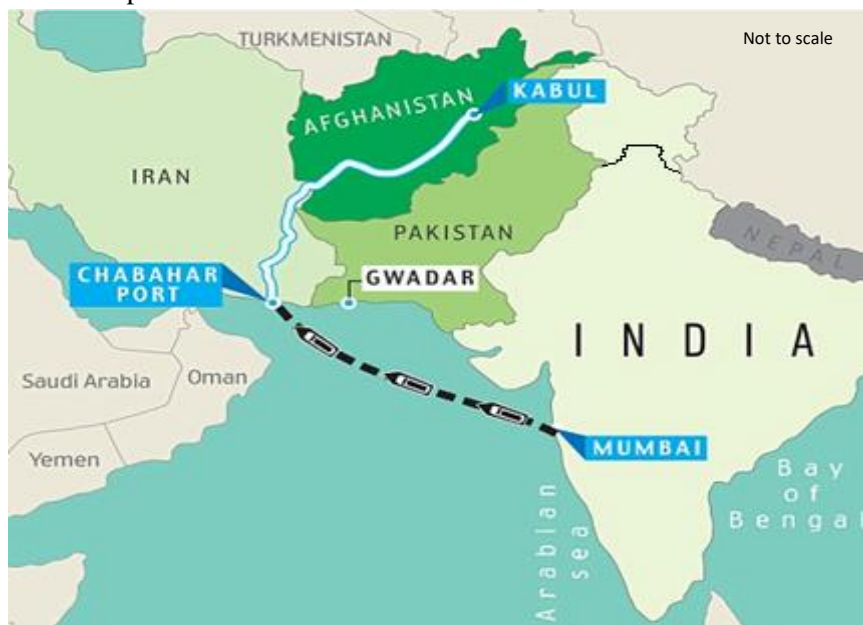 TURKMENISTAN
Not to scale
AFGHANISTAN
KABUL
IRAN
PAKISTAN
NEPAL
CHABAHAR
PORT
GWADAR
INDIA
Saudi Arabia
Oman
Yemen
MUMBAI
Arabian
sea
Bay
of
Bengal